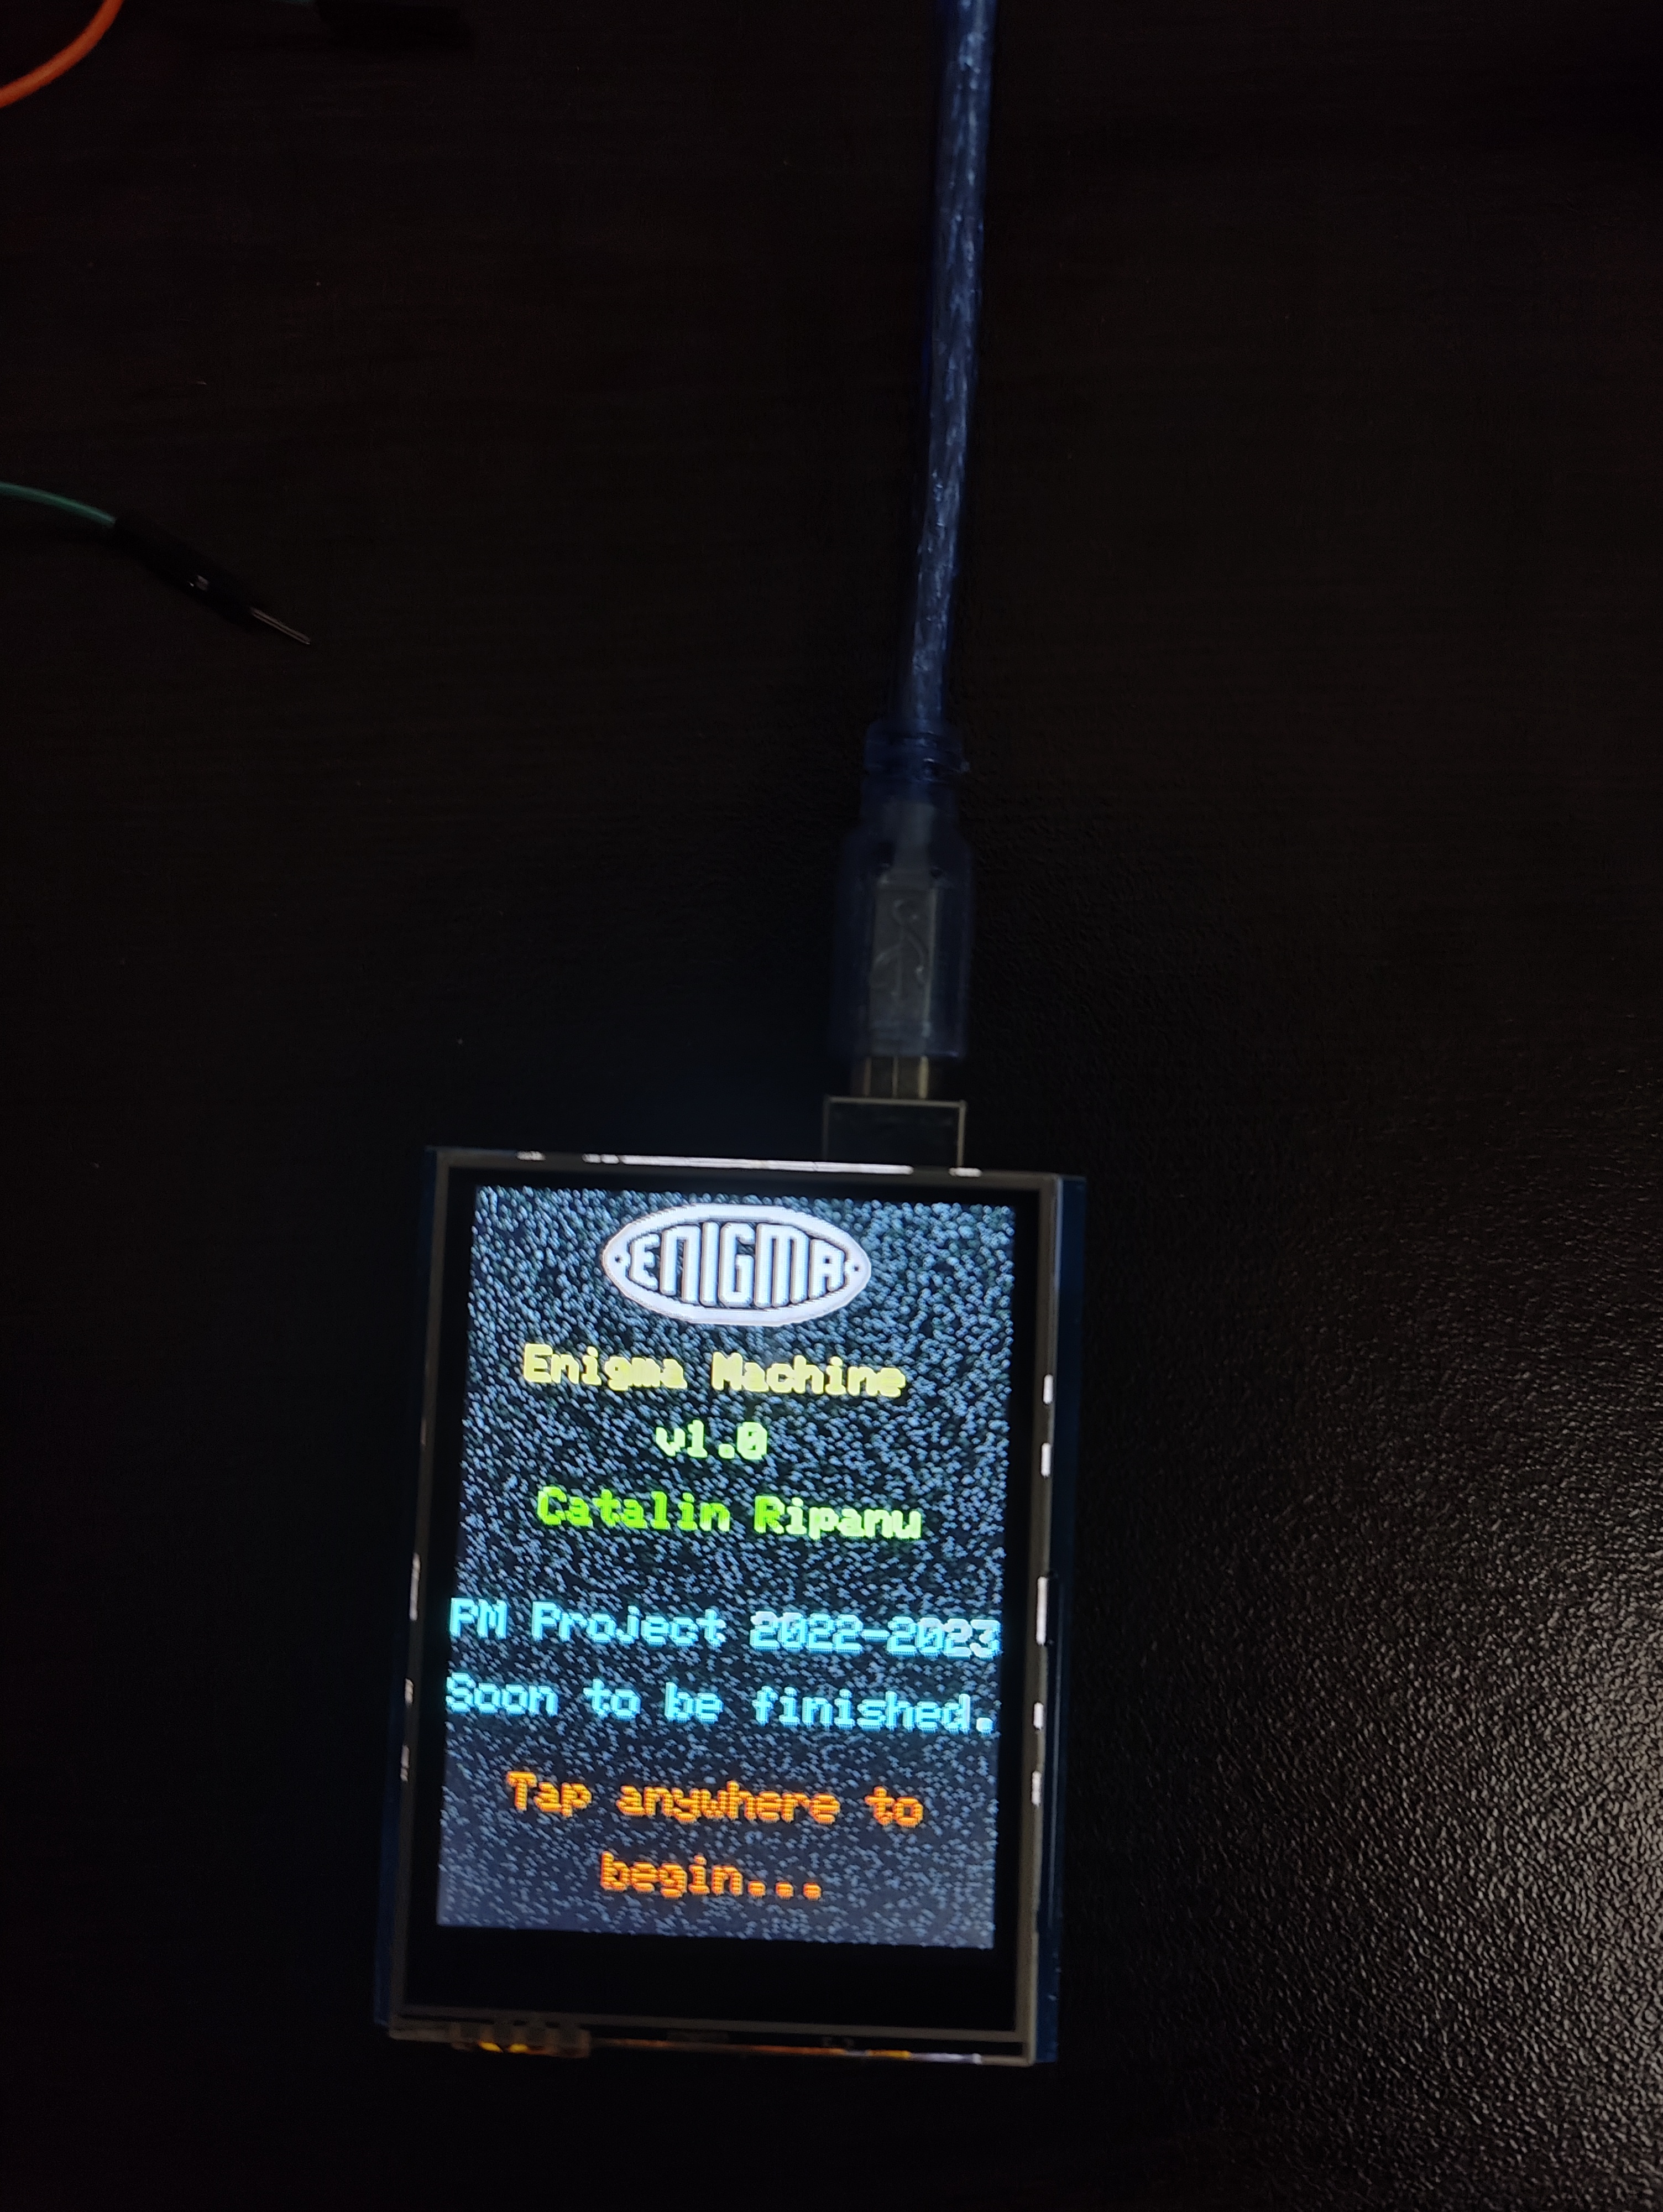 ENIGMA
Enigma Machine
v1.0
Catalin Ripanu
PM Project 2022-2023
Soon to be finished.
Tap anywhere to
begin...